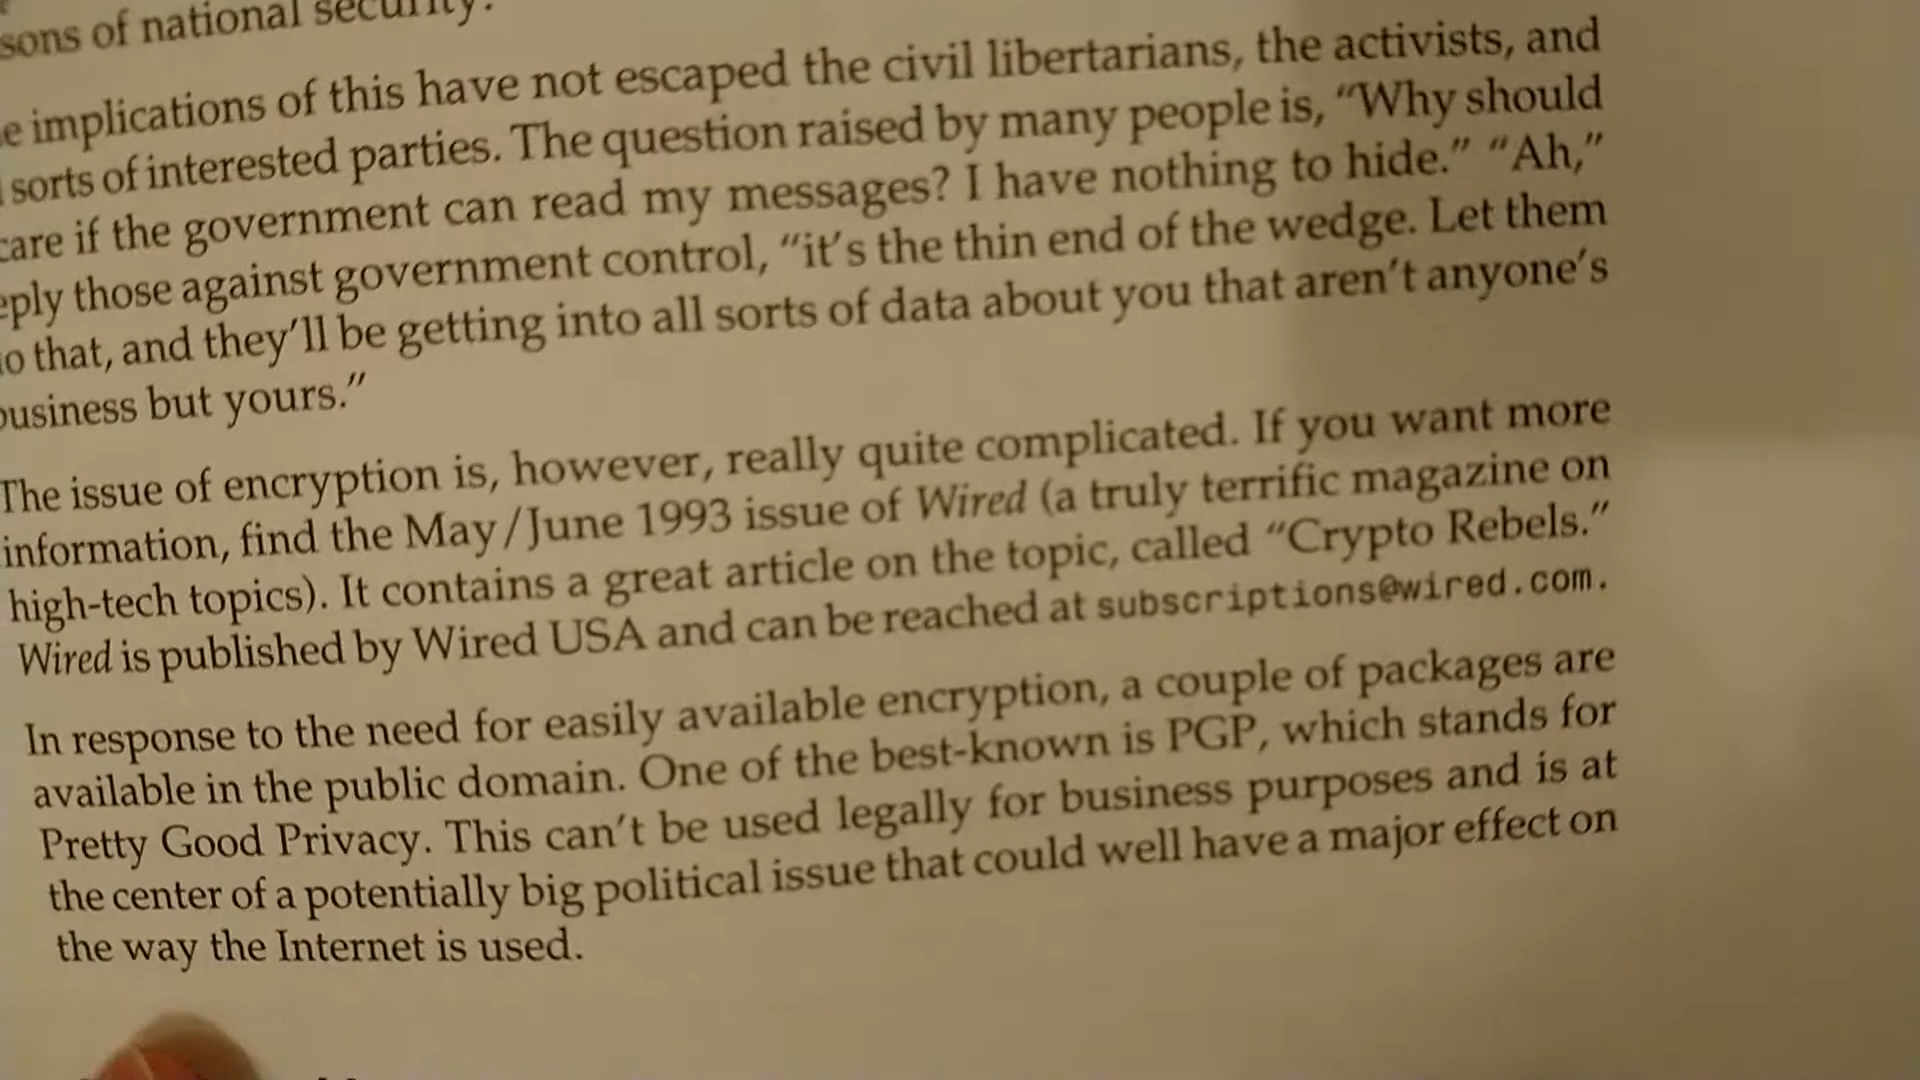 sons of national security.
e implications of this have not escaped the civil libertarians, the activists, and
sorts of interested parties. The question raised by many people is, “Why should
care if the government can read my messages? I have nothing to hide.” “Ah,”
eply those against government control, “it’s the thin end of the wedge. Let them
o that, and they’ll be getting into all sorts of data about you that aren’t anyone’s
business but yours.”
The issue of encryption is, however, really quite complicated. If you want more
information, find the May/June 1993 issue of Wired (a truly terrific magazine on
high-tech topics). It contains a great article on the topic, called “Crypto Rebels.”
Wired is published by Wired USA and can be reached at subscriptions@wired.com.
In response to the need for easily available encryption, a couple of packages are
available in the public domain. One of the best-known is PGP, which stands for
Pretty Good Privacy. This can’t be used legally for business purposes and is at
the center of a potentially big political issue that could well have a major effect on
the way the Internet is used.